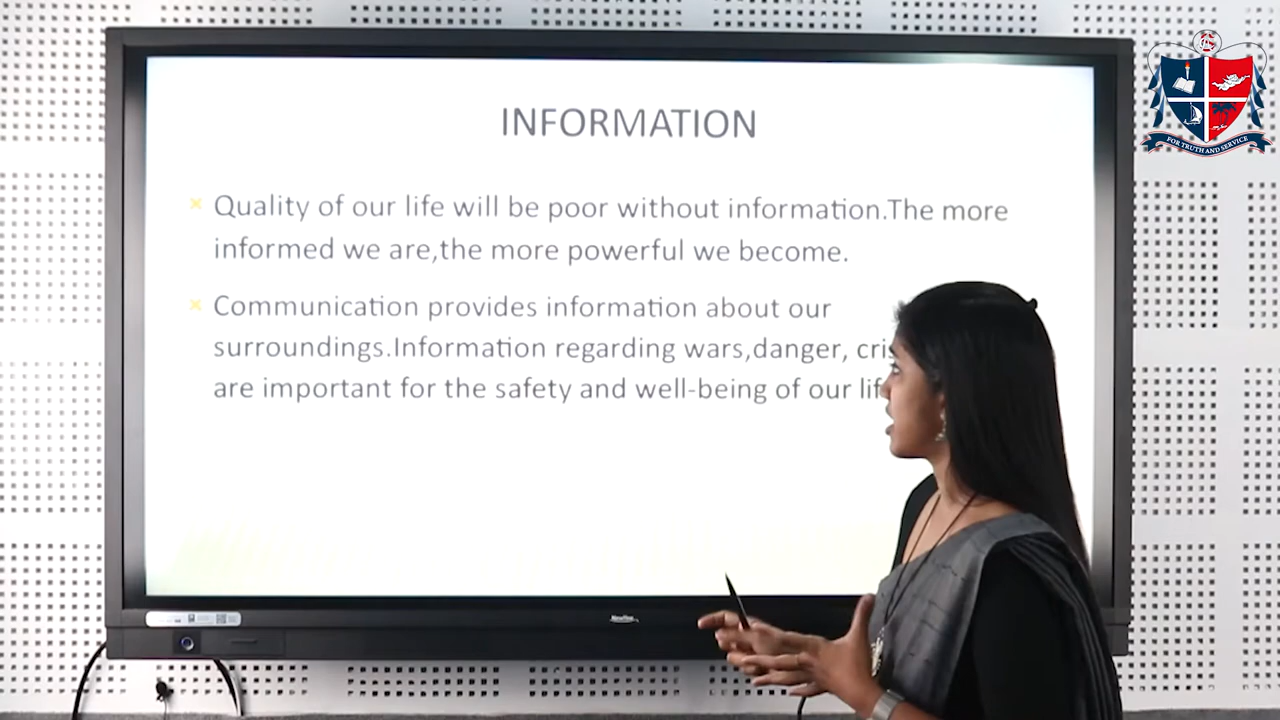 INFORMATION
Quality of our life will be poor without information.The more
informed we are,the more powerful we become.
Communication provides information about our
surroundings.Information regarding wars,danger,
are important for the safety and well-being of our
FOR TRUTH AND SERVICE